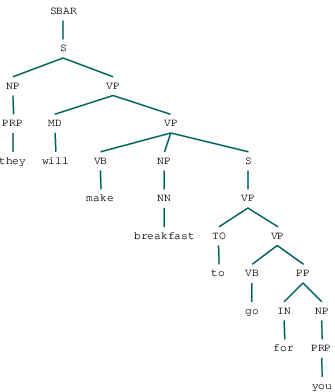 SBAR
S
NP VP
PRP MD VP
they will VB NP S
make NN VP
breakfast TO VP
to VB PP
go IN NP
for PRP
you